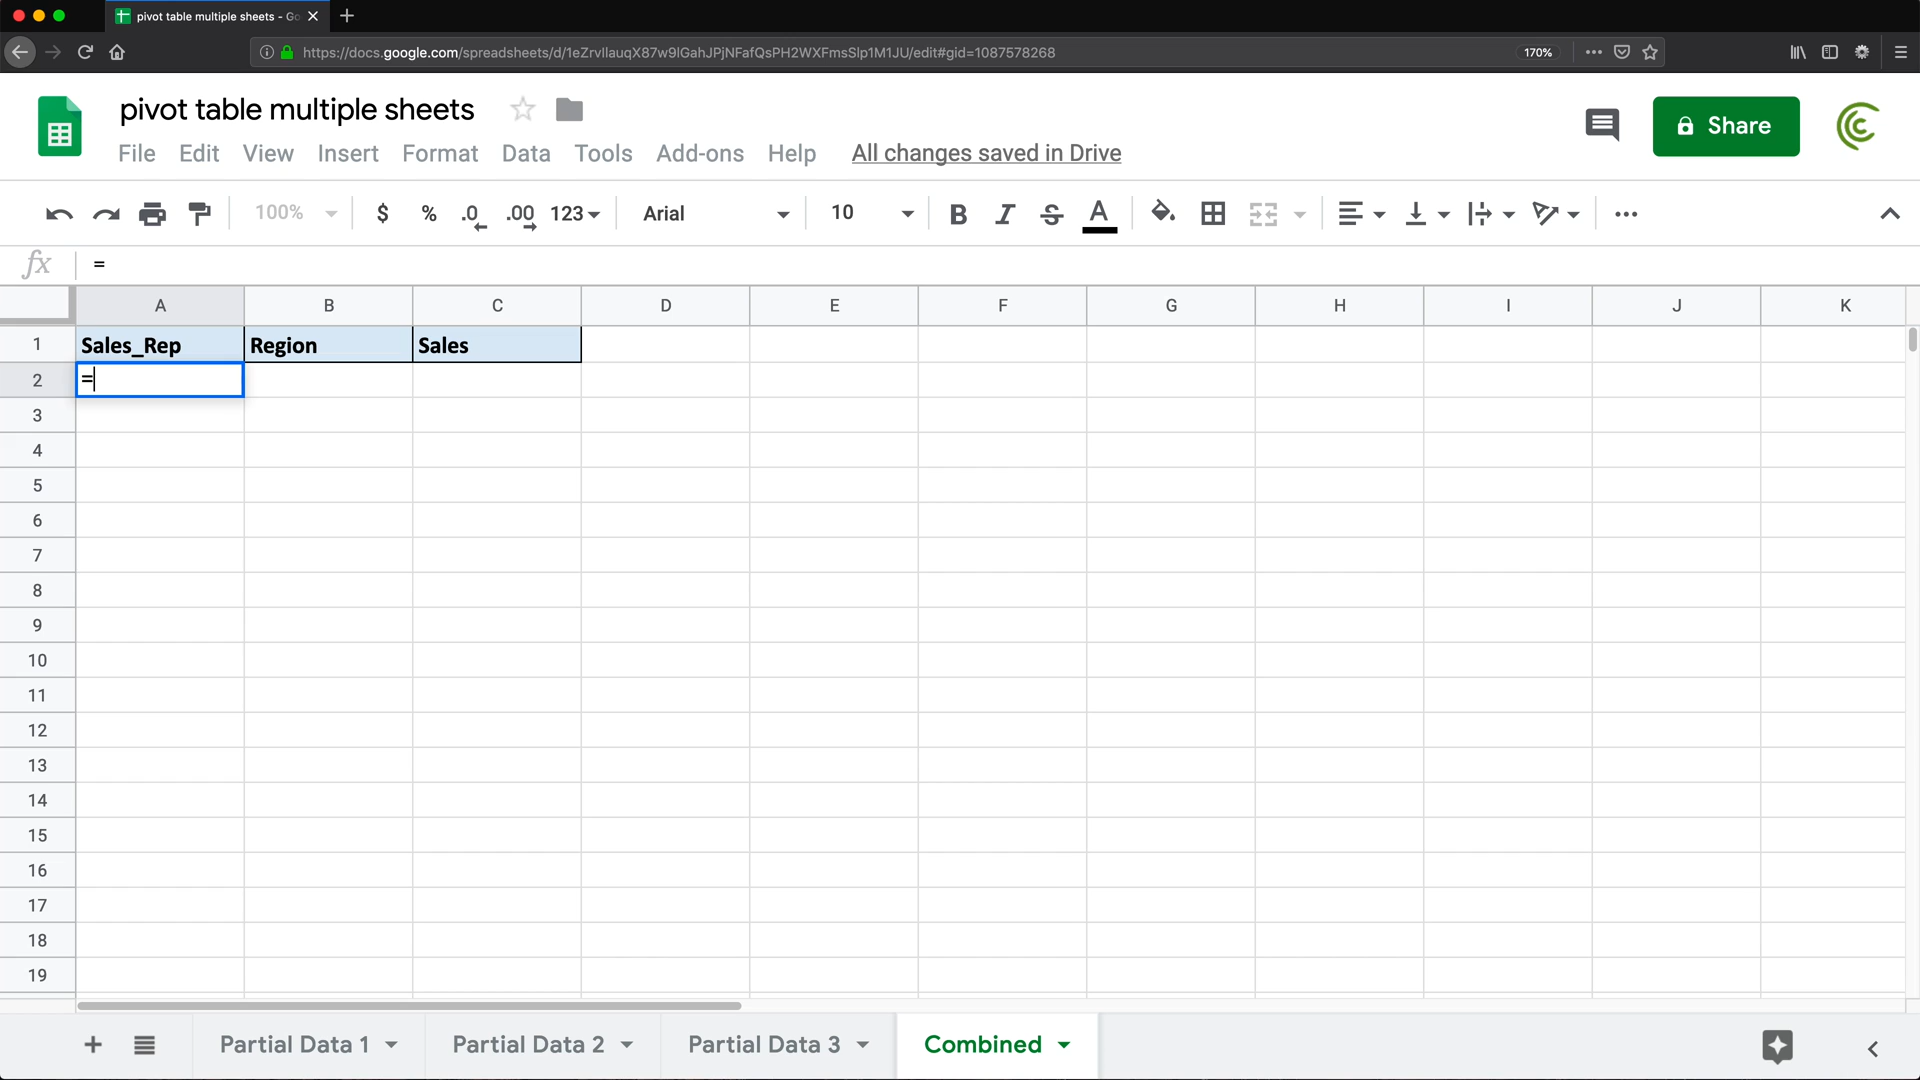 pivot table multiple sheets - Go
https://docs.google.com/spreadsheets/d/1eZrvIlauqX87w9lGahJPjNFafQsPH2WXFmsSlp1M1JU/edit#gid=1087578268
170%
pivot table multiple sheets
Share
File Edit View Insert Format Data Tools Add-ons Help All changes saved in Drive
100% $ % .0 .00 123 Arial 10 B I S A
fx =
A B C D E F G H I J K
1 Sales_Rep Region Sales
2 =
3
4
5
6
7
8
9
10
11
12
13
14
15
16
17
18
19
Partial Data 1 Partial Data 2 Partial Data 3 Combined